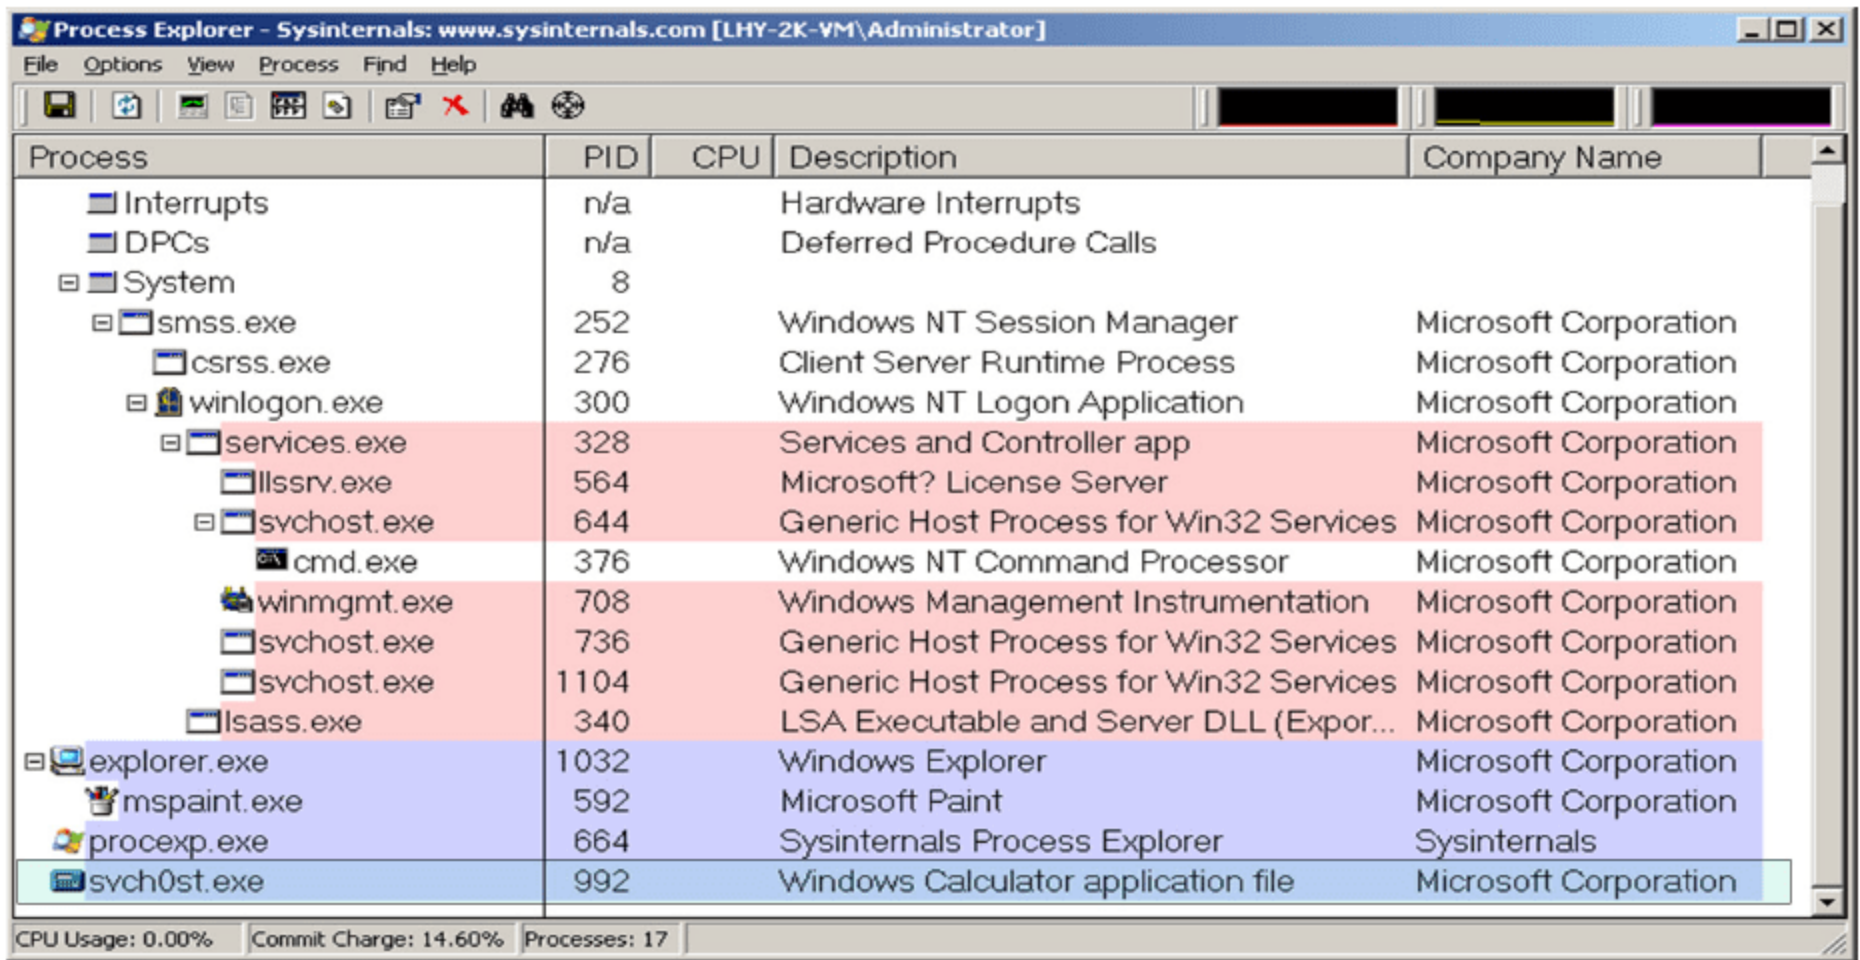 Process Explorer - Sysinternals: www.sysinternals.com [LHY-2K-VM\Administrator]
File Options View Process Find Help
Process PID CPU Description Company Name
Interrupts n/a Hardware Interrupts
DPCs n/a Deferred Procedure Calls
System 8
smss.exe 252 Windows NT Session Manager Microsoft Corporation
csrss.exe 276 Client Server Runtime Process Microsoft Corporation
winlogon.exe 300 Windows NT Logon Application Microsoft Corporation
services.exe 328 Services and Controller app Microsoft Corporation
llssrv.exe 564 Microsoft? License Server Microsoft Corporation
svchost.exe 644 Generic Host Process for Win32 Services Microsoft Corporation
cmd.exe 376 Windows NT Command Processor Microsoft Corporation
winmgmt.exe 708 Windows Management Instrumentation Microsoft Corporation
svchost.exe 736 Generic Host Process for Win32 Services Microsoft Corporation
svchost.exe 1104 Generic Host Process for Win32 Services Microsoft Corporation
lsass.exe 340 LSA Executable and Server DLL (Expor... Microsoft Corporation
explorer.exe 1032 Windows Explorer Microsoft Corporation
mspaint.exe 592 Microsoft Paint Microsoft Corporation
procexp.exe 664 Sysinternals Process Explorer Sysinternals
svch0st.exe 992 Windows Calculator application file Microsoft Corporation
CPU Usage: 0.00% Commit Charge: 14.60% Processes: 17